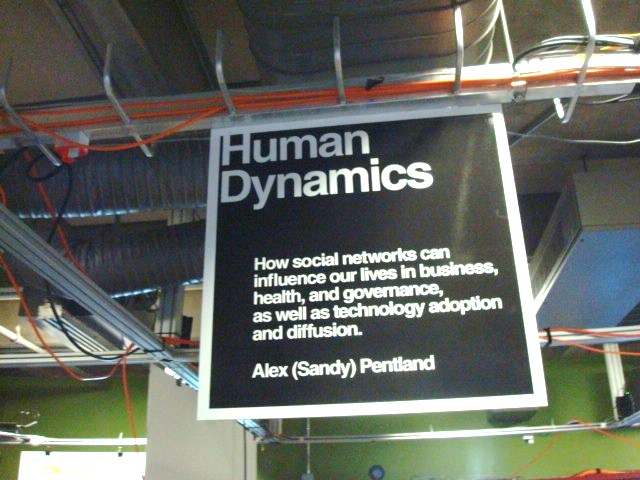 Human
Dynamics
How social networks can
influence our lives in business,
health, and governance,
as well as technology adoption
and diffusion.
Alex (Sandy) Pentland